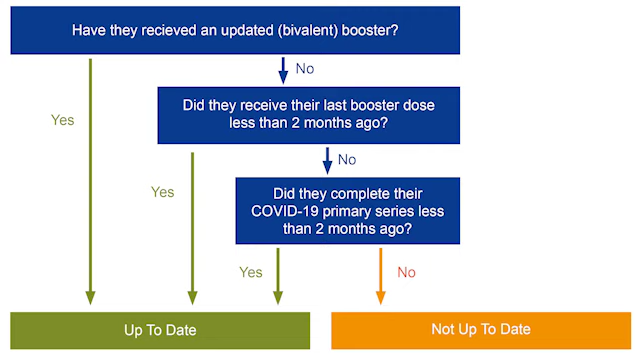 Have they recieved an updated (bivalent) booster?
No
Yes
Did they receive their last booster dose
less than 2 months ago?
No
Yes
Did they complete their
COVID-19 primary series less
than 2 months ago?
Yes
No
Up To Date
Not Up To Date